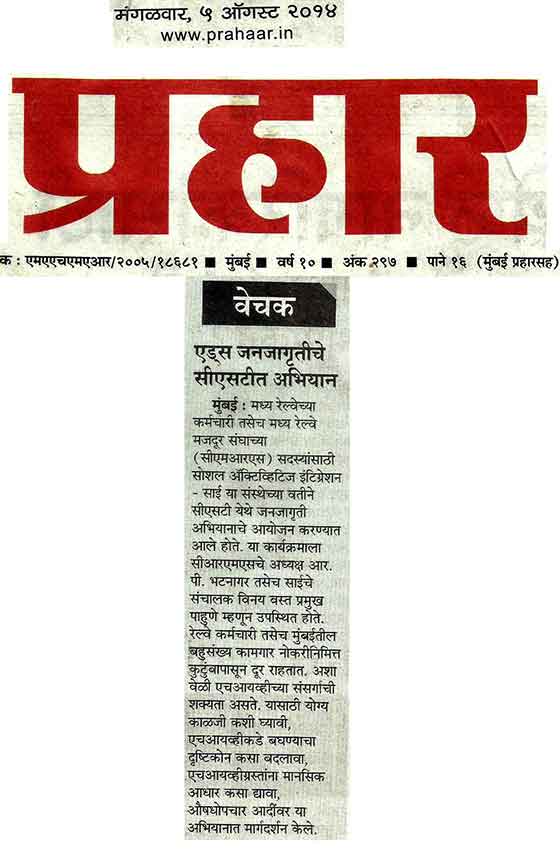 मंगळवार, ५ ऑगस्ट २०१४
www.prahaar.in
प्रहार
क : एमएएचएमएआर/२००५/१८६८१ ■ मुंबई ■ वर्ष १० ■ अंक २९७ ■ पाने १६ (मुंबई प्रहारसह)
वेचक
एड्स जनजागृतीचे
सीएसटीत अभियान
मुंबई : मध्य रेल्वेच्या
कर्मचारी तसेच मध्य रेल्वे
मजदूर संघाच्या
(सीएमआरएस) सदस्यांसाठी
सोशल ॲक्टिव्हिटिज इंटिग्रेशन
- साई या संस्थेच्या वतीने
सीएसटी येथे जनजागृती
अभियानाचे आयोजन करण्यात
आले होते. या कार्यक्रमाला
सीआरएमएसचे अध्यक्ष आर.
पी. भटनागर तसेच साईचे
संचालक विनय वस्त प्रमुख
पाहुणे म्हणून उपस्थित होते.
रेल्वे कर्मचारी तसेच मुंबईतील
बहुसंख्य कामगार नोकरीनिमित्त
कुटुंबापासून दूर राहतात. अशा
वेळी एचआयव्हीच्या संसर्गाची
शक्यता असते. यासाठी योग्य
काळजी कशी घ्यावी,
एचआयव्हीकडे बघण्याचा
दृष्टिकोन कसा बदलावा,
एचआयव्हीग्रस्तांना मानसिक
आधार कसा द्यावा,
औषधोपचार आदींवर या
अभियानात मार्गदर्शन केले.